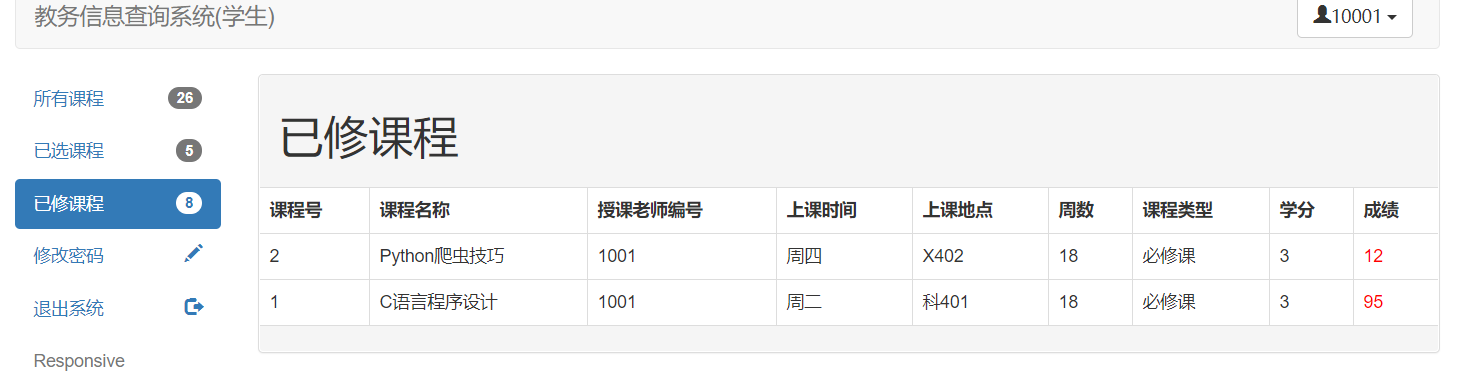 教务信息查询系统(学生)
10001
所有课程 26
已选课程 5
已修课程 8
修改密码
退出系统
Responsive
已修课程
课程号 课程名称 授课老师编号 上课时间 上课地点 周数 课程类型 学分 成绩
2 Python爬虫技巧 1001 周四 X402 18 必修课 3 12
1 C语言程序设计 1001 周二 科401 18 必修课 3 95